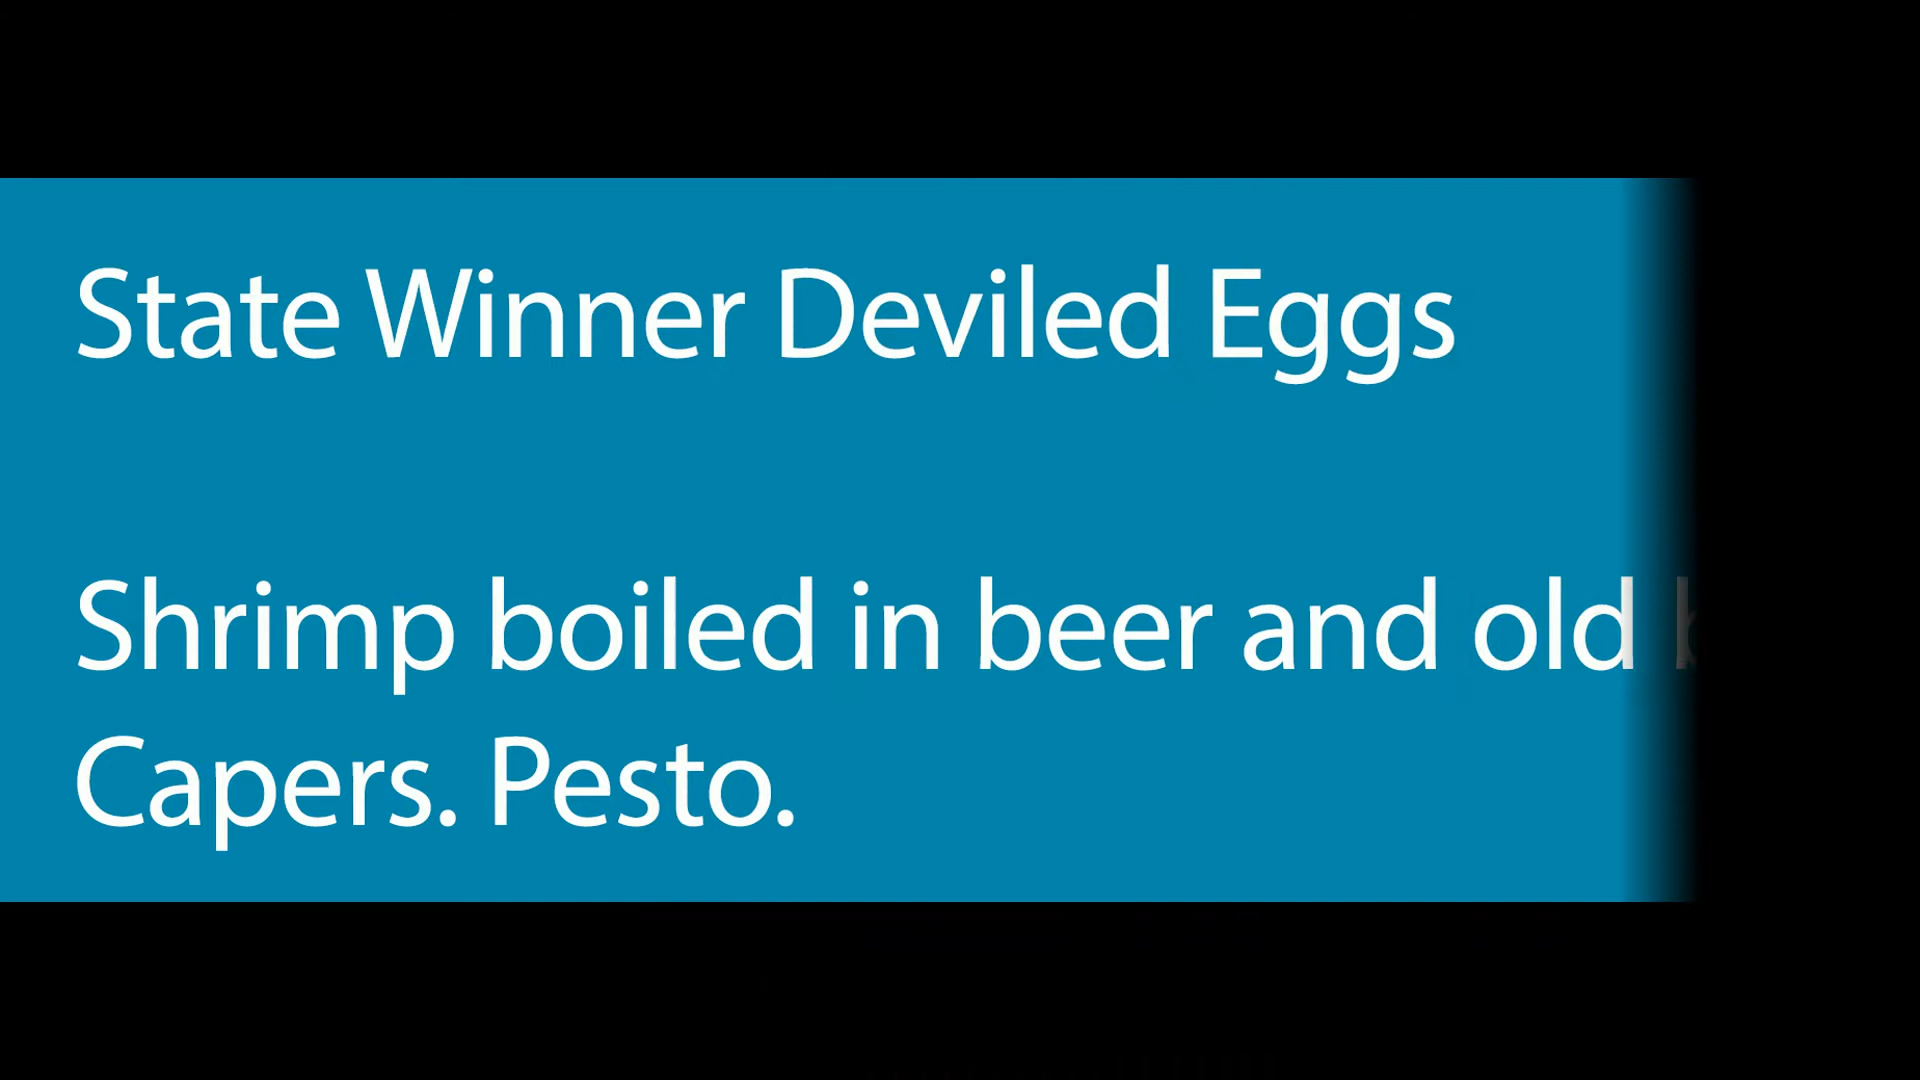 State Winner Deviled Eggs
Shrimp boiled in beer and old
Capers. Pesto.